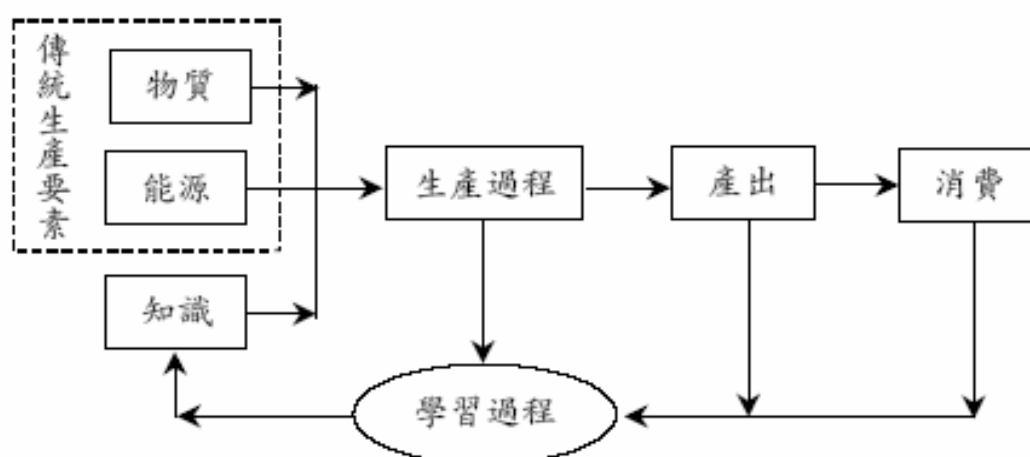 傳統生產要素
物質
能源
生產過程
產出
消費
知識
學習過程